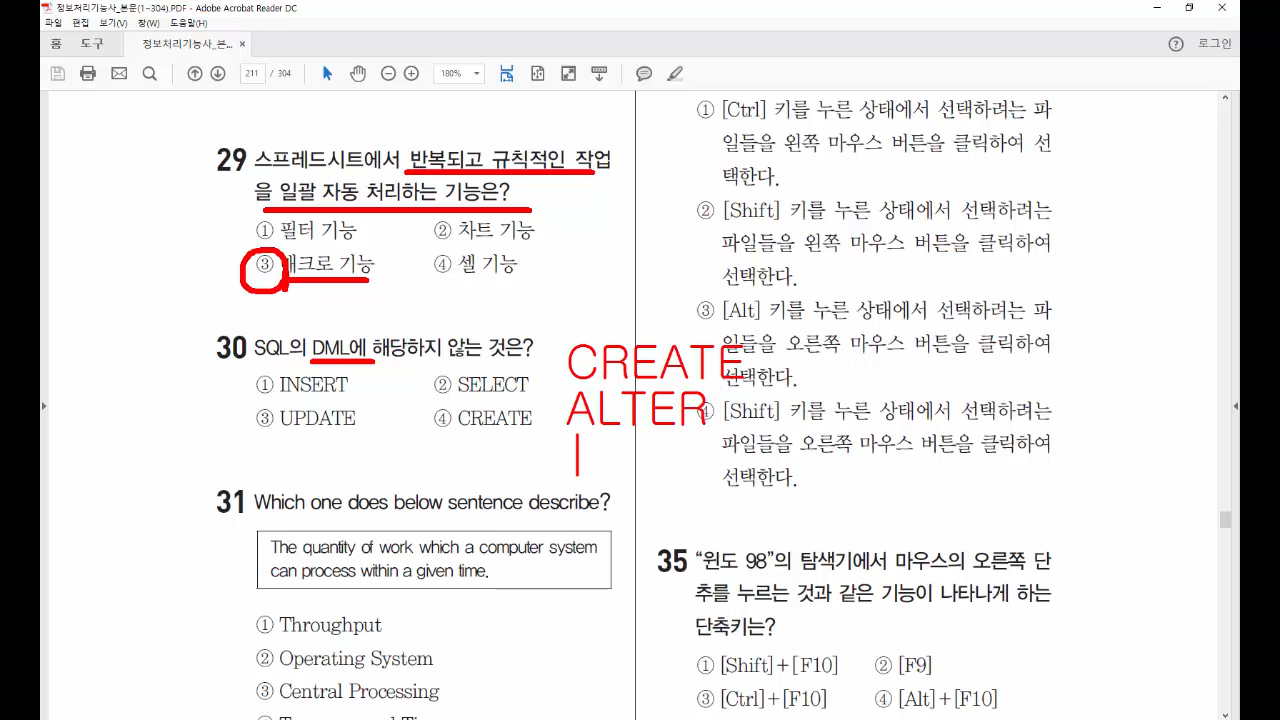 정보처리기능사_본문(1~304).PDF - Adobe Acrobat Reader DC
파일 편집 보기(V) 창(W) 도움말(H)
홈 도구 정보처리기능사_본... × 로그인
211 / 304 180%
29 스프레드시트에서 반복되고 규칙적인 작업
을 일괄 자동 처리하는 기능은?
① 필터 기능 ② 차트 기능
③ 매크로 기능 ④ 셀 기능
30 SQL의 DML에 해당하지 않는 것은?
① INSERT ② SELECT
③ UPDATE ④ CREATE
CREATE
ALTER
31 Which one does below sentence describe?
The quantity of work which a computer system
can process within a given time.
① Throughput
② Operating System
③ Central Processing
① [Ctrl] 키를 누른 상태에서 선택하려는 파
일들을 왼쪽 마우스 버튼을 클릭하여 선
택한다.
② [Shift] 키를 누른 상태에서 선택하려는
파일들을 왼쪽 마우스 버튼을 클릭하여
선택한다.
③ [Alt] 키를 누른 상태에서 선택하려는 파
일들을 오른쪽 마우스 버튼을 클릭하여
선택한다.
④ [Shift] 키를 누른 상태에서 선택하려는
파일들을 오른쪽 마우스 버튼을 클릭하여
선택한다.
35 “윈도 98”의 탐색기에서 마우스의 오른쪽 단
추를 누르는 것과 같은 기능이 나타나게 하는
단축키는?
① [Shift]+[F10] ② [F9]
③ [Ctrl]+[F10] ④ [Alt]+[F10]